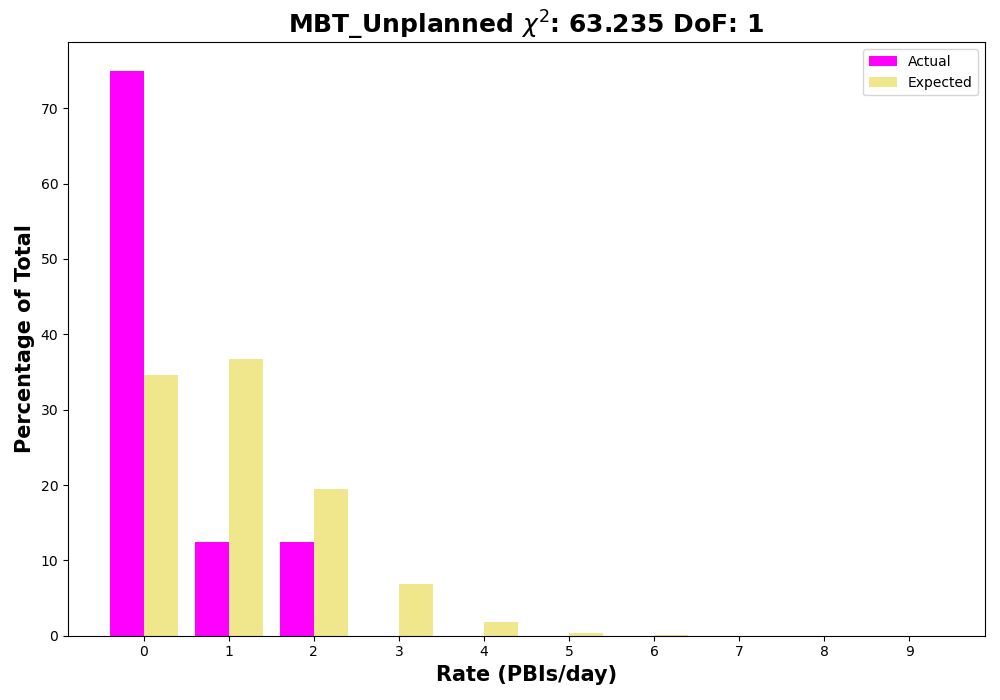 MBT_Unplanned χ²: 63.235 DoF: 1
Actual
Expected
Percentage of Total
70
60
50
40
30
20
10
0
0 1 2 3 4 5 6 7 8 9
Rate (PBIs/day)